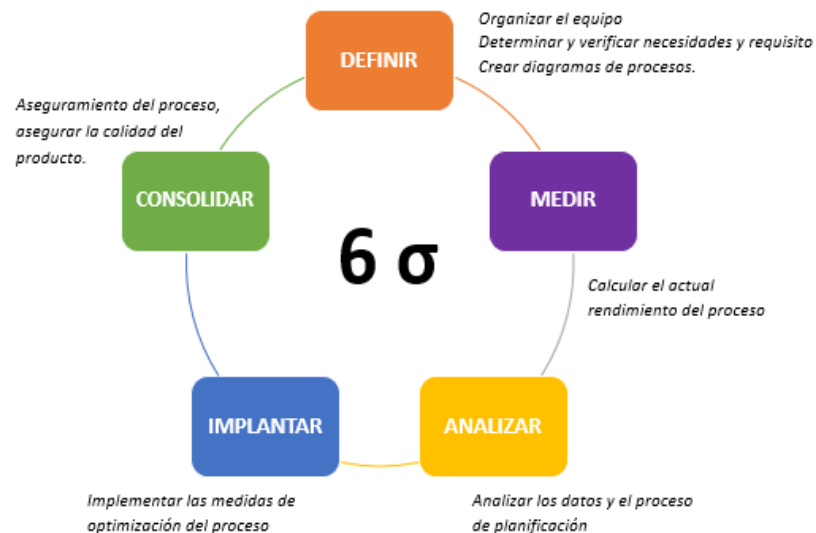 DEFINIR
Organizar el equipo
Determinar y verificar necesidades y requisito
Crear diagramas de procesos.
MEDIR
Calcular el actual
rendimiento del proceso
ANALIZAR
Analizar los datos y el proceso
de planificación
IMPLANTAR
Implementar las medidas de
optimización del proceso
CONSOLIDAR
Aseguramiento del proceso,
asegurar la calidad del
producto.
6 σ